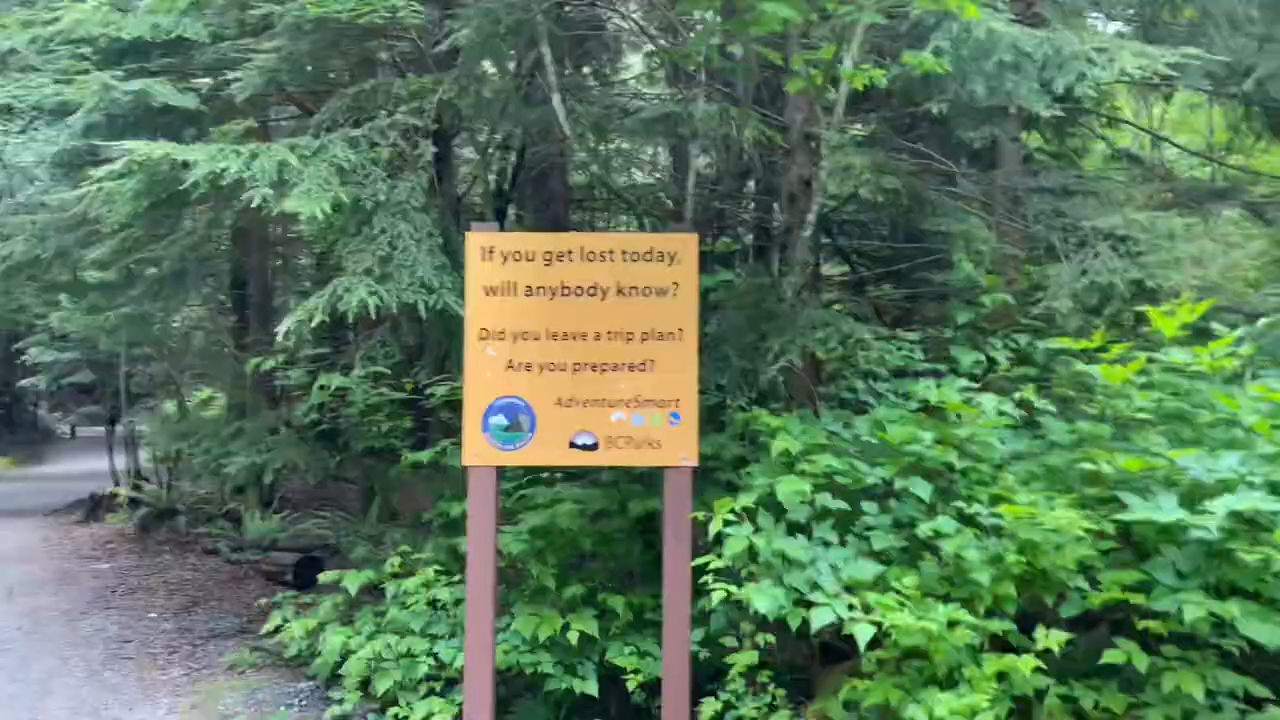 If you get lost today,
will anybody know?
Did you leave a trip plan?
Are you prepared?
AdventureSmart
BCParks